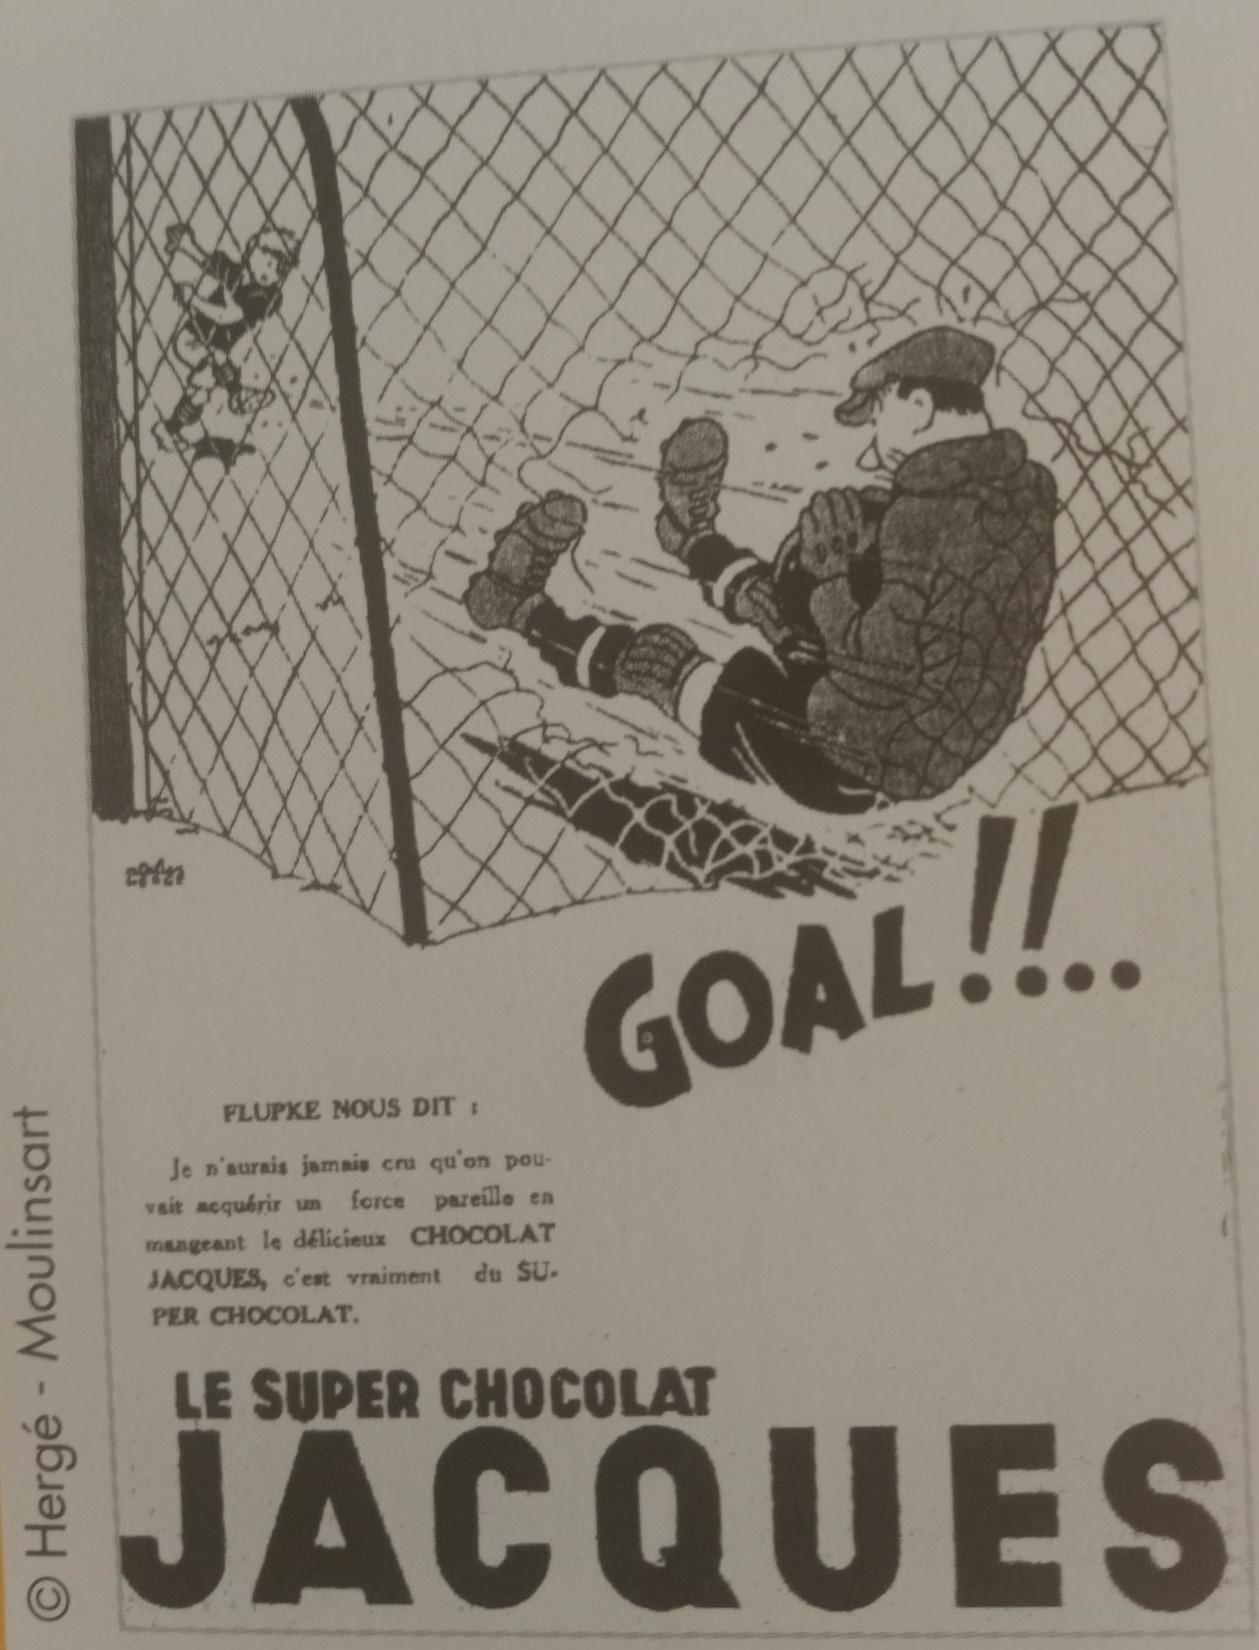 GOAL!!...
FLUPKE NOUS DIT :
Je n'aurais jamais cru qu'on pou-
vait acquérir un force pareille en
mangeant le délicieux CHOCOLAT
JACQUES, c'est vraiment du SU-
PER CHOCOLAT.
LE SUPER CHOCOLAT
JACQUES
© Hergé - Moulinsart